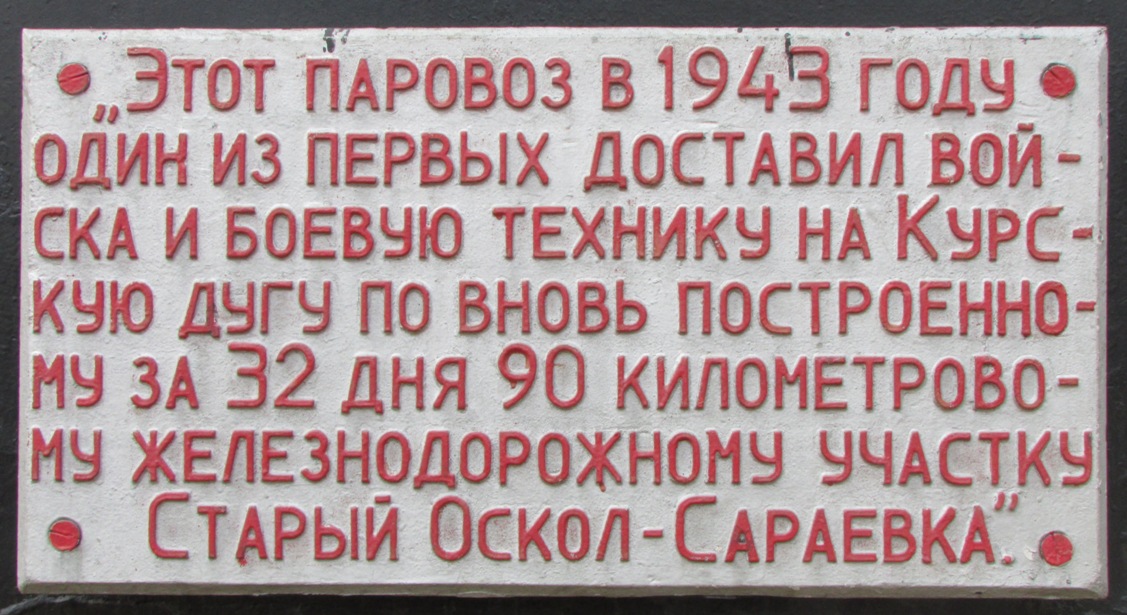 „Этот паровоз в 1943 году
один из первых доставил вой-
ска и боевую технику на Курс-
кую дугу по вновь построенно-
му за 32 дня 90 километрово-
му железнодорожному участку
Старый Оскол-Сараевка”.